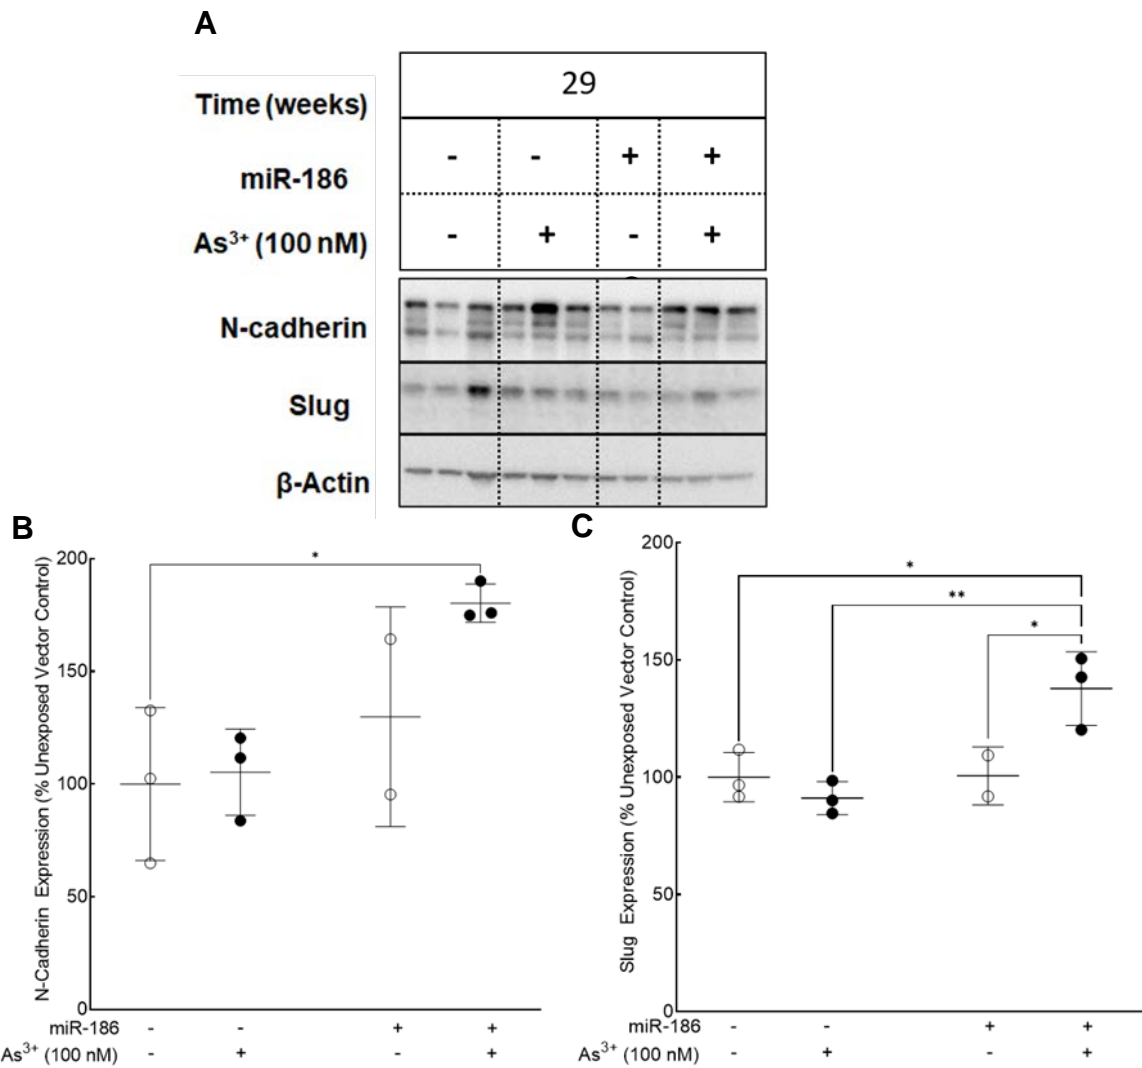 A
Time (weeks) 29
miR-186 - - + +
As³⁺ (100 nM) - + - +
N-cadherin
Slug
β-Actin
B
N-Cadherin Expression (% Unexposed Vector Control)
200
150
100
50
0
*
miR-186 - - + +
As³⁺ (100 nM) - + - +
C
Slug Expression (% Unexposed Vector Control)
200
150
100
50
0
*
**
*
miR-186 - - + +
As³⁺ (100 nM) - + - +